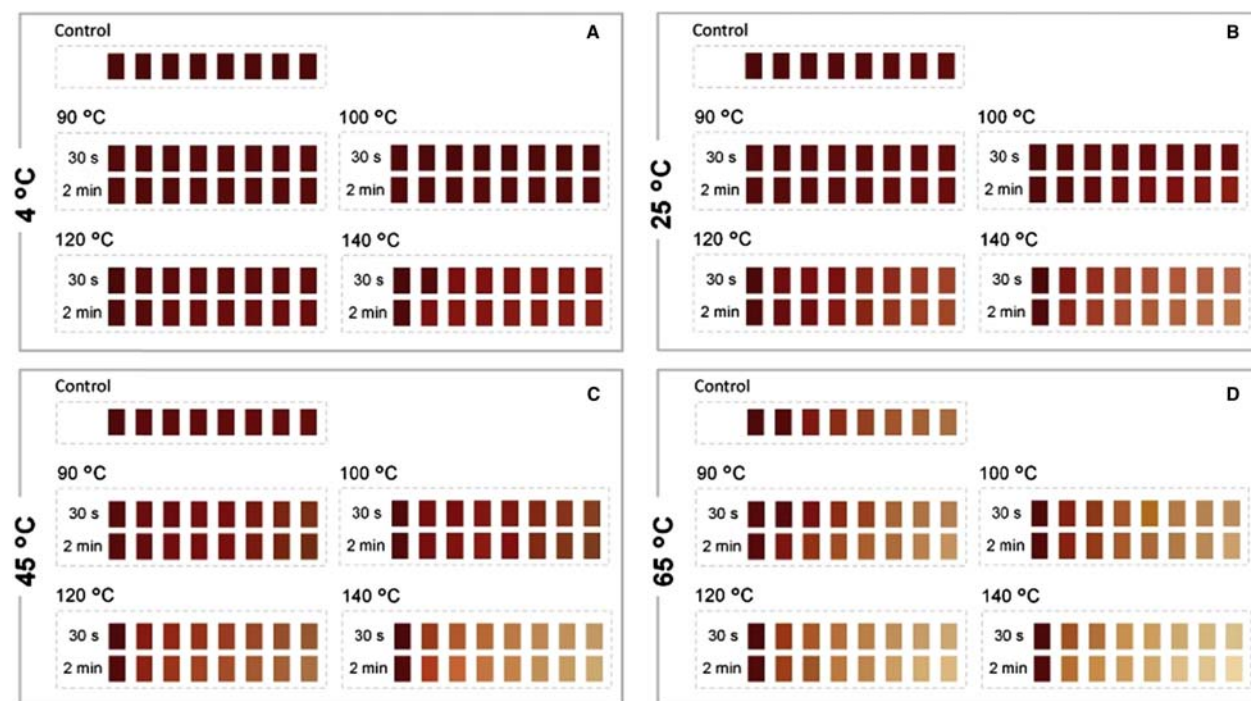 A
Control
90 °C
100 °C
30 s
30 s
2 min
2 min
120 °C
140 °C
30 s
30 s
2 min
2 min
4 °C
B
Control
90 °C
100 °C
30 s
30 s
2 min
2 min
120 °C
140 °C
30 s
30 s
2 min
2 min
25 °C
C
Control
90 °C
100 °C
30 s
30 s
2 min
2 min
120 °C
140 °C
30 s
30 s
2 min
2 min
45 °C
D
Control
90 °C
100 °C
30 s
30 s
2 min
2 min
120 °C
140 °C
30 s
30 s
2 min
2 min
65 °C